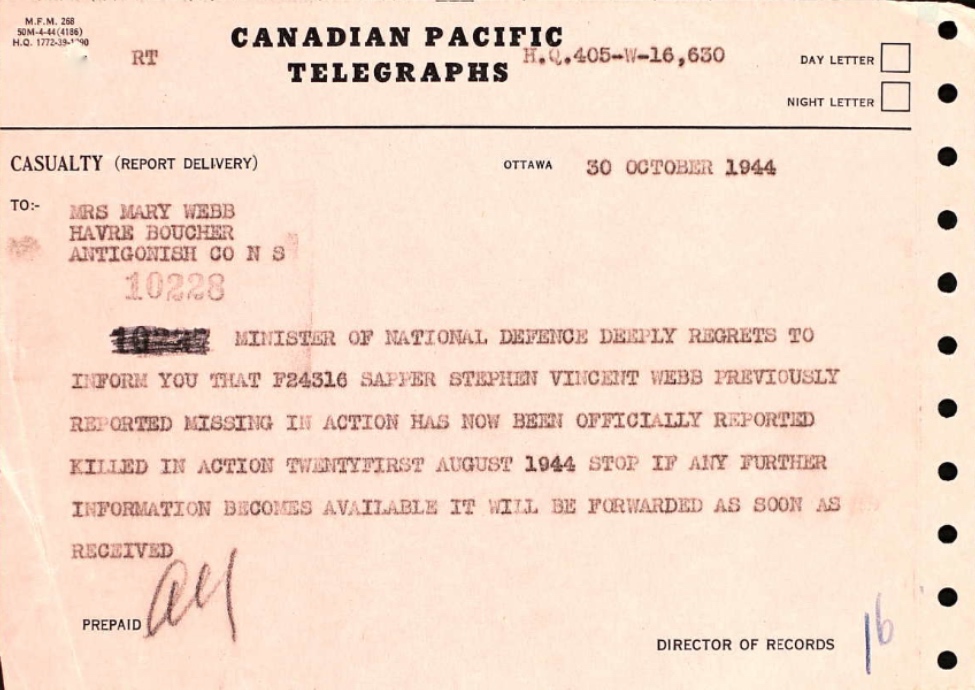 M.F.M. 268
50M-4-44(4186)
H.Q. 1772-39-1
RT
CANADIAN PACIFIC
TELEGRAPHS
H.Q.405-W-16,630
DAY LETTER
NIGHT LETTER
CASUALTY (REPORT DELIVERY)
OTTAWA 30 OCTOBER 1944
TO:- MRS MARY WEBB
HAVRE BOUCHER
ANTIGONISH CO N S
10228
MINISTER OF NATIONAL DEFENCE DEEPLY REGRETS TO
INFORM YOU THAT F24316 SAPPER STEPHEN VINCENT WEBB PREVIOUSLY
REPORTED MISSING IN ACTION HAS NOW BEEN OFFICIALLY REPORTED
KILLED IN ACTION TWENTYFIRST AUGUST 1944 STOP IF ANY FURTHER
INFORMATION BECOMES AVAILABLE IT WILL BE FORWARDED AS SOON AS
RECEIVED
PREPAID
DIRECTOR OF RECORDS
16